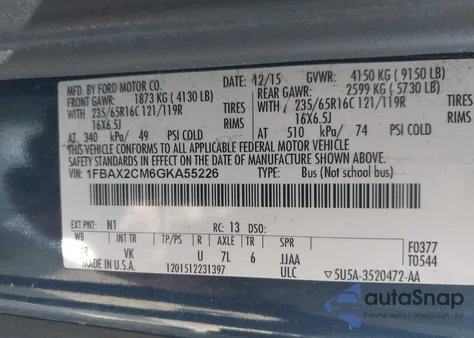 MFD. BY FORD MOTOR CO. DATE: 12/15 GVWR: 4150 KG ( 9150 LB)
FRONT GAWR: 1873 KG ( 4130 LB) REAR GAWR: 2599 KG ( 5730 LB)
WITH WITH
235/65R16C 121/119R TIRES 235/65R16C 121/119R TIRES
16X6.5J RIMS 16X6.5J RIMS
AT 340 kPa/ 49 PSI COLD AT 510 kPa/ 74 PSI COLD
THIS VEHICLE CONFORMS TO ALL APPLICABLE FEDERAL MOTOR VEHICLE
SAFETY STANDARDS IN EFFECT ON THE DATE OF MANUFACTURE SHOWN ABOVE.
VIN: 1FBAX2CM6GKA55226 TYPE: Bus (Not school bus)
EXT PNT: N1 RC: 13 DSO:
WB INT TR TP/PS R AXLE TR SPR F0377
VK U 7L 6 JJAA T0544
MADE IN U.S.A. 1201512231397 ULC ▽5U5A-3520472-AA
autoSnap